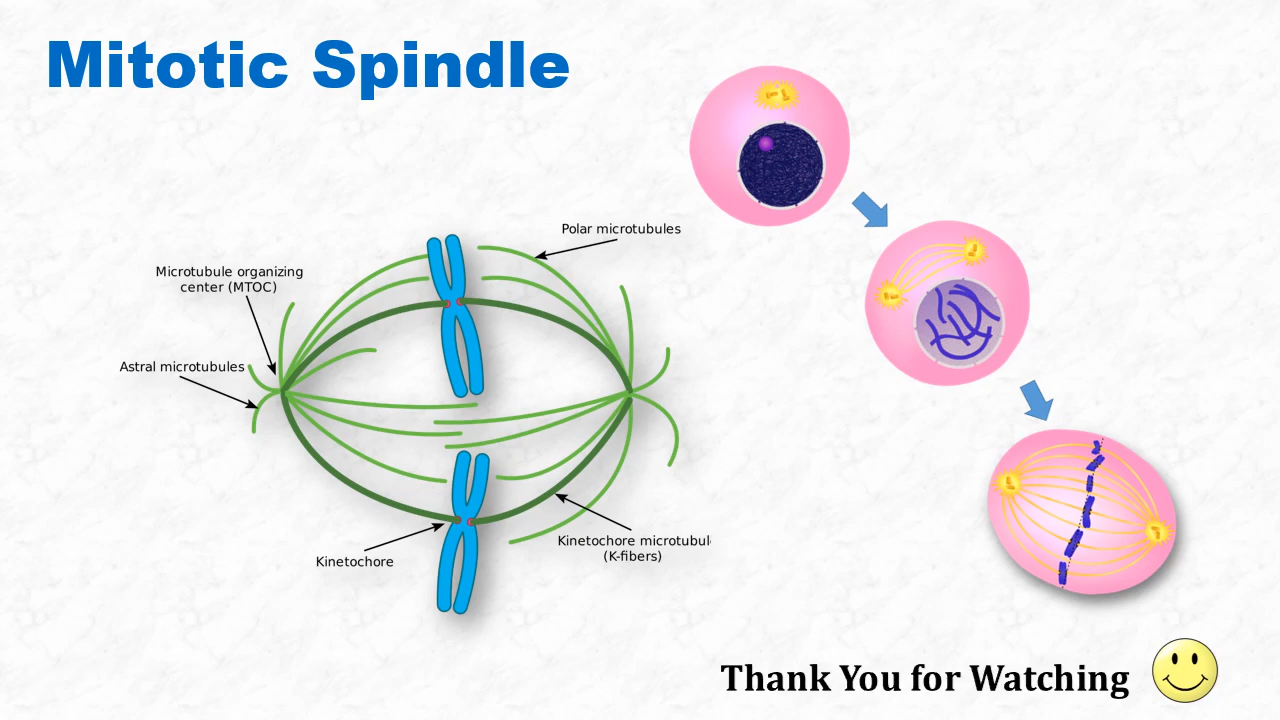 Mitotic Spindle
Polar microtubules
Microtubule organizing
center (MTOC)
Astral microtubules
Kinetochore microtubul
(K-fibers)
Kinetochore
Thank You for Watching